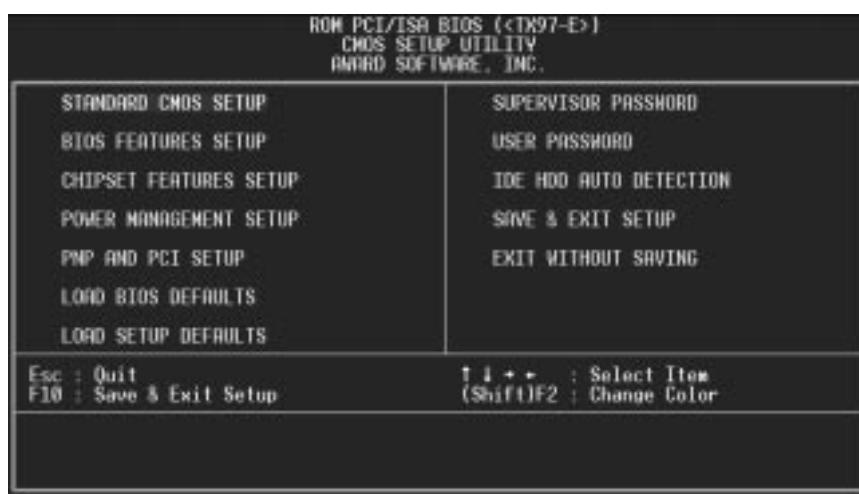 ROM PCI/ISA BIOS (<TX97-E>)
CMOS SETUP UTILITY
AWARD SOFTWARE, INC.
STANDARD CMOS SETUP
BIOS FEATURES SETUP
CHIPSET FEATURES SETUP
POWER MANAGEMENT SETUP
PNP AND PCI SETUP
LOAD BIOS DEFAULTS
LOAD SETUP DEFAULTS
SUPERVISOR PASSWORD
USER PASSWORD
IDE HDD AUTO DETECTION
SAVE & EXIT SETUP
EXIT WITHOUT SAVING
Esc : Quit
F10 : Save & Exit Setup
↑ ↓ → ← : Select Item
(Shift)F2 : Change Color